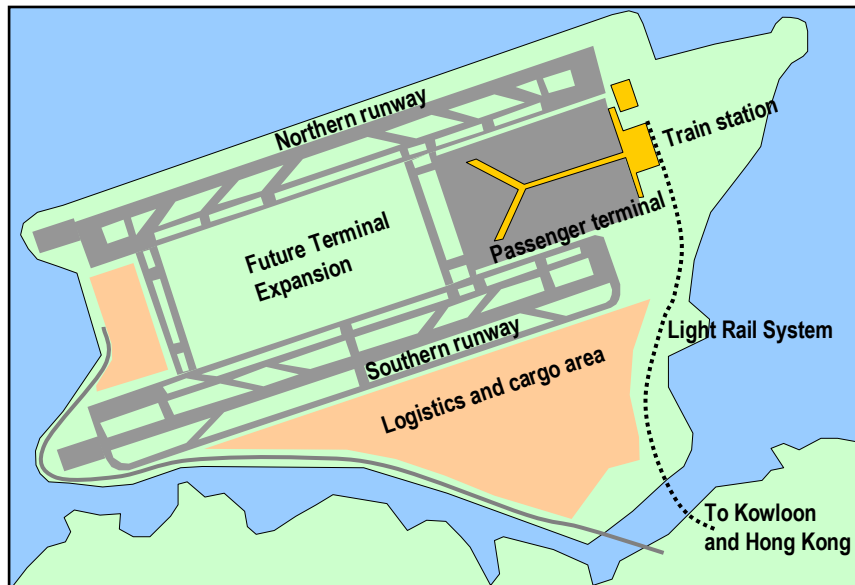 Northern runway
Train station
Passenger terminal
Future Terminal
Expansion
Light Rail System
Southern runway
Logistics and cargo area
To Kowloon
and Hong Kong